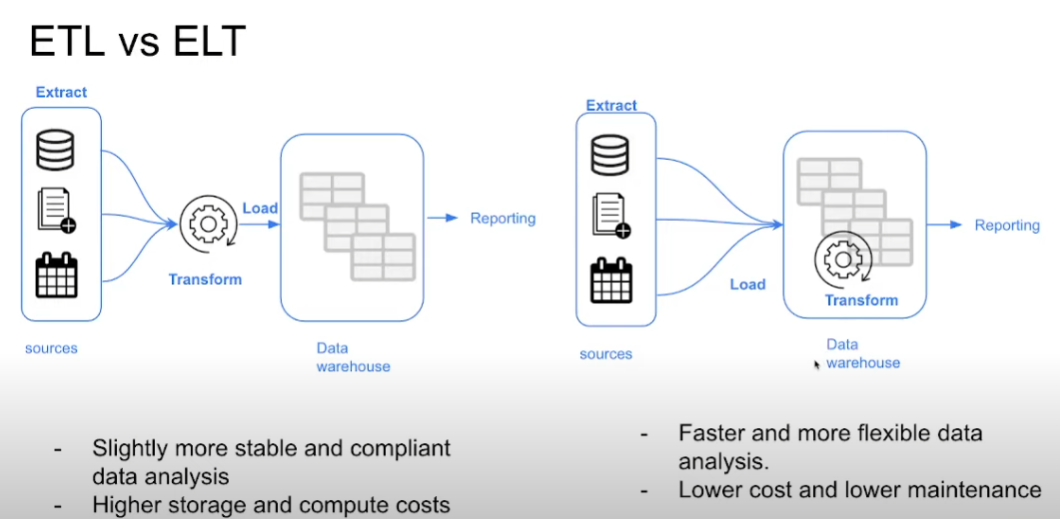 ETL vs ELT
Extract
Load
Transform
sources
Data
warehouse
Reporting
-   Slightly more stable and compliant
data analysis
-   Higher storage and compute costs
Extract
Load
Transform
sources
Data
warehouse
Reporting
-   Faster and more flexible data
analysis.
-   Lower cost and lower maintenance